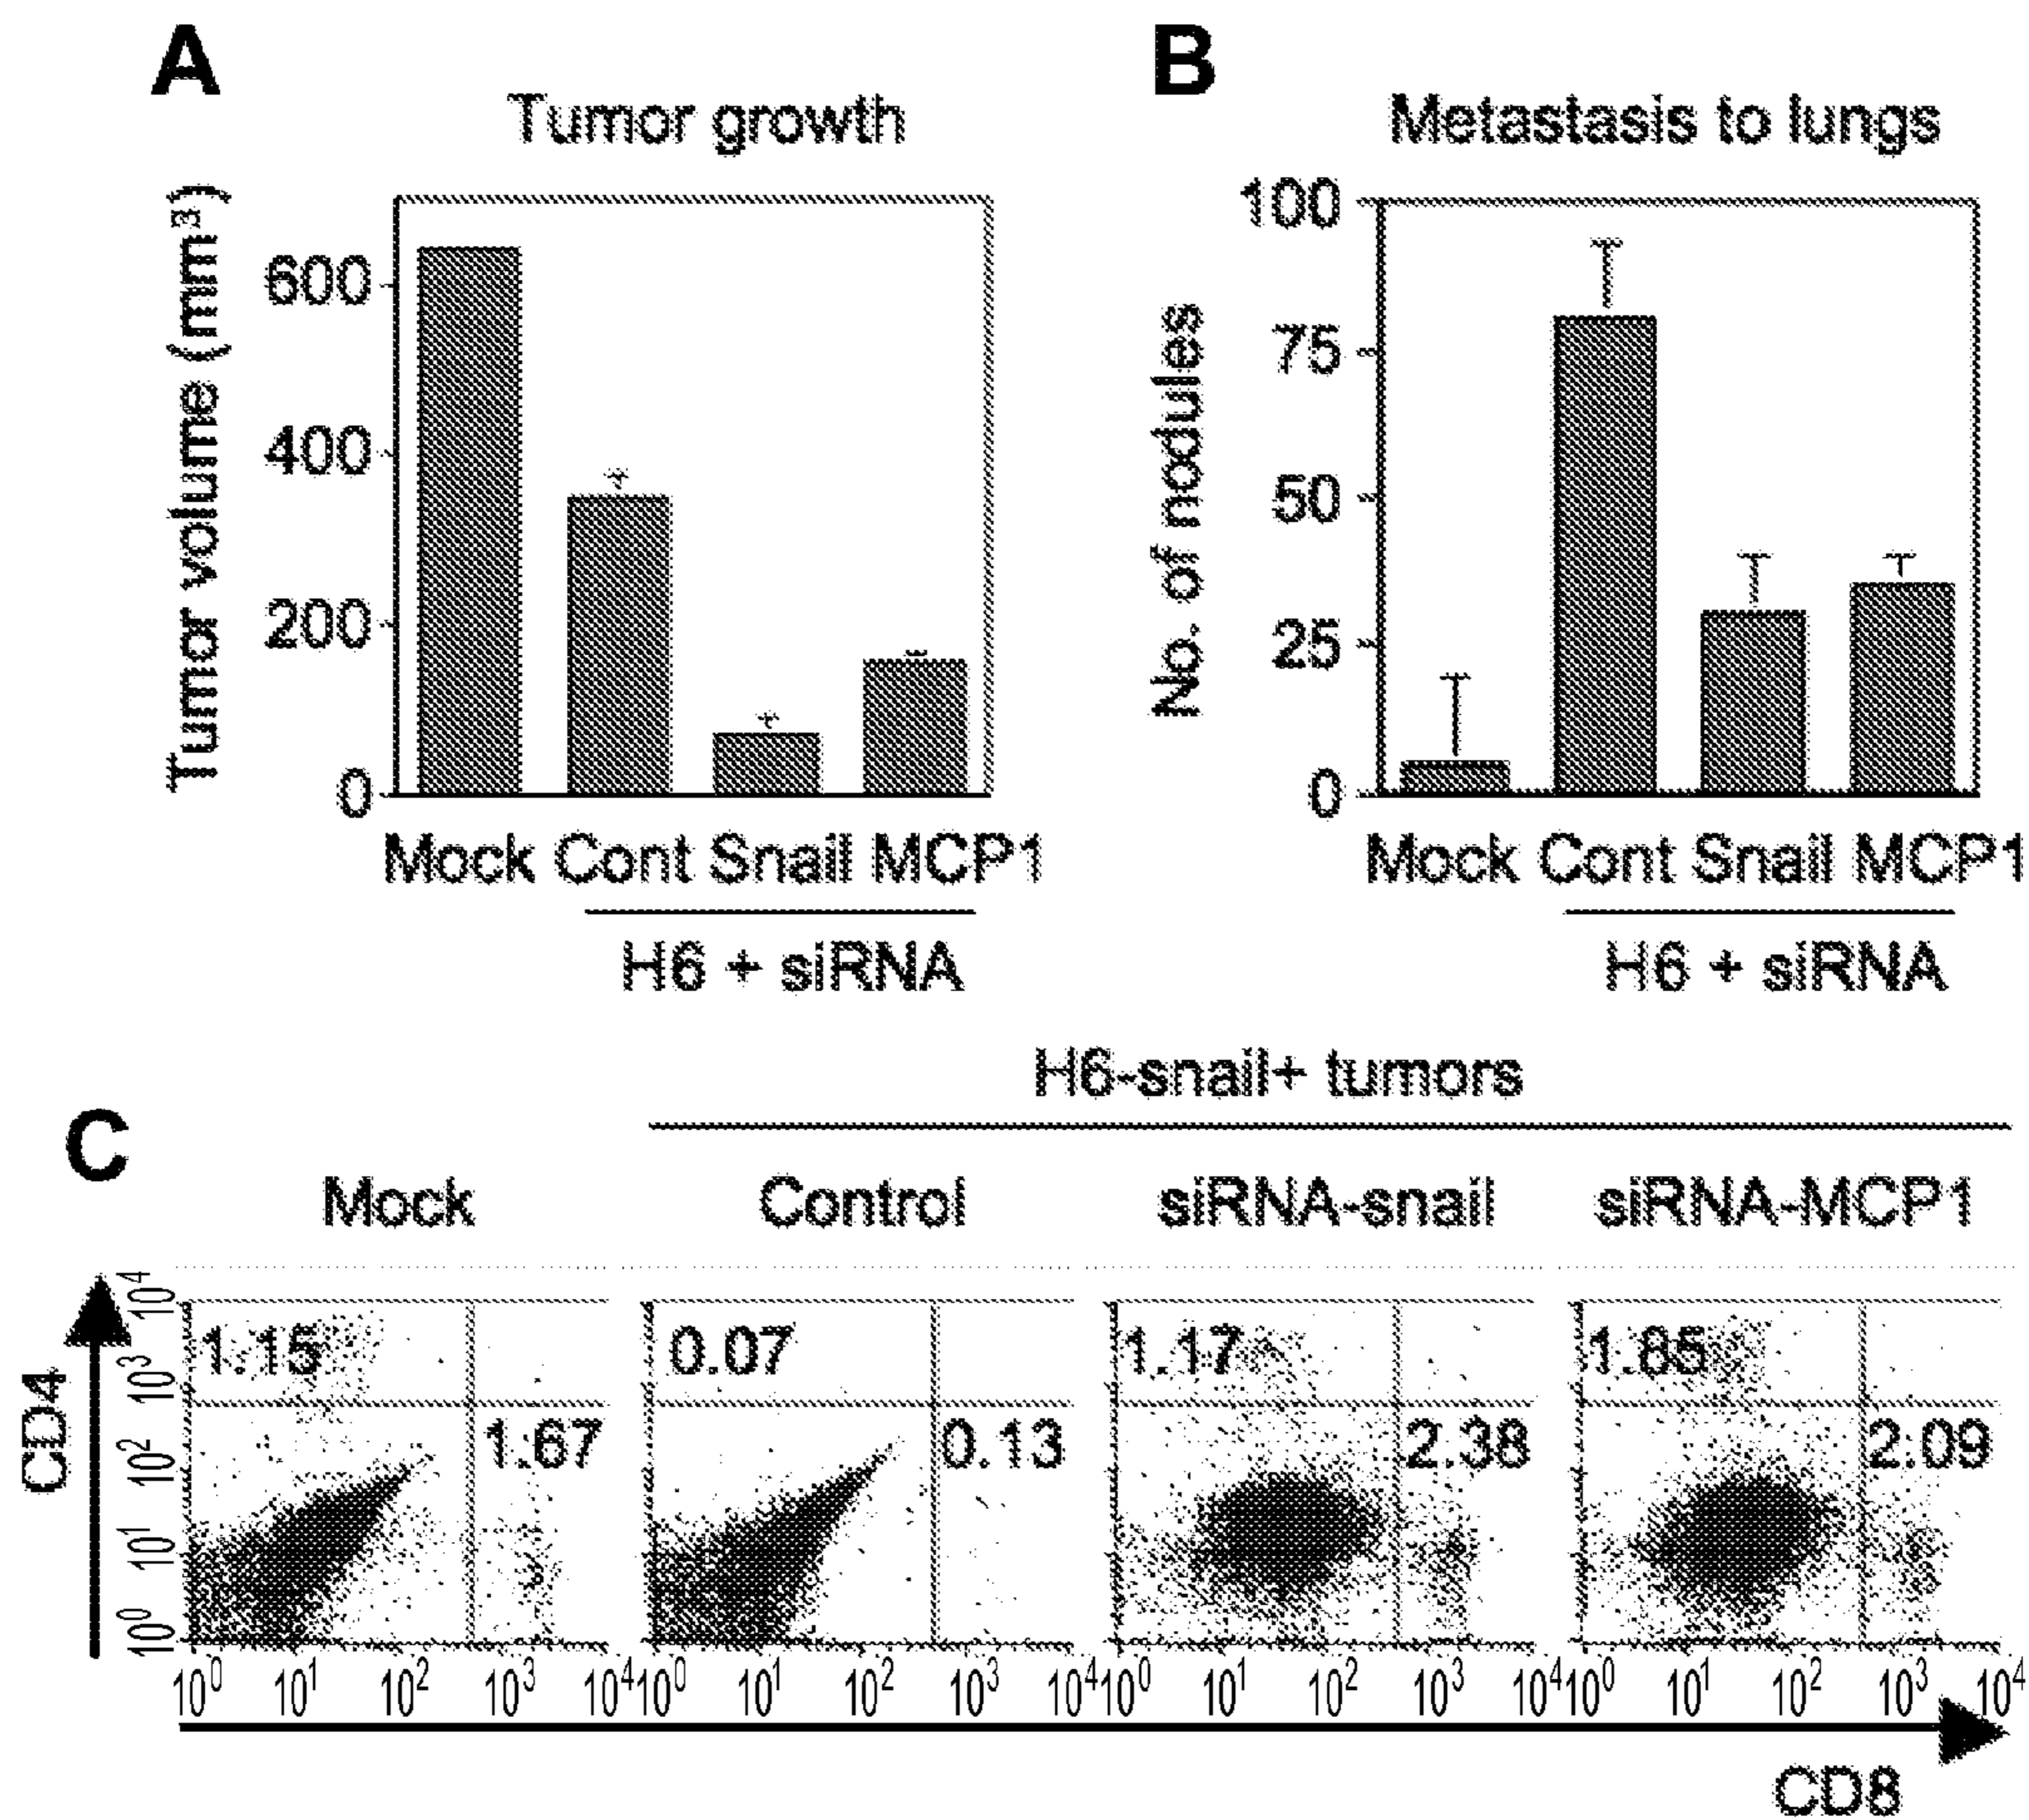 A
B
Tumor growth
Metastasis to lungs
Tumor volume (mm³)
600
400
200
0
Mock Cont Snail MCP1
H6 + siRNA
No. of nodules
100
75
50
25
0
Mock Cont Snail MCP1
H6 + siRNA
C
H6-snail+ tumors
Mock Control siRNA-snail siRNA-MCP1
CD4
10⁴
10³
10²
10¹
10⁰
1.15
1.67
0.07
0.13
1.17
2.38
1.85
2.09
10⁰ 10¹ 10² 10³ 10⁴ 10⁰ 10¹ 10² 10³ 10⁴ 10⁰ 10¹ 10² 10³ 10⁴ 10⁰ 10¹ 10² 10³ 10⁴
CD8